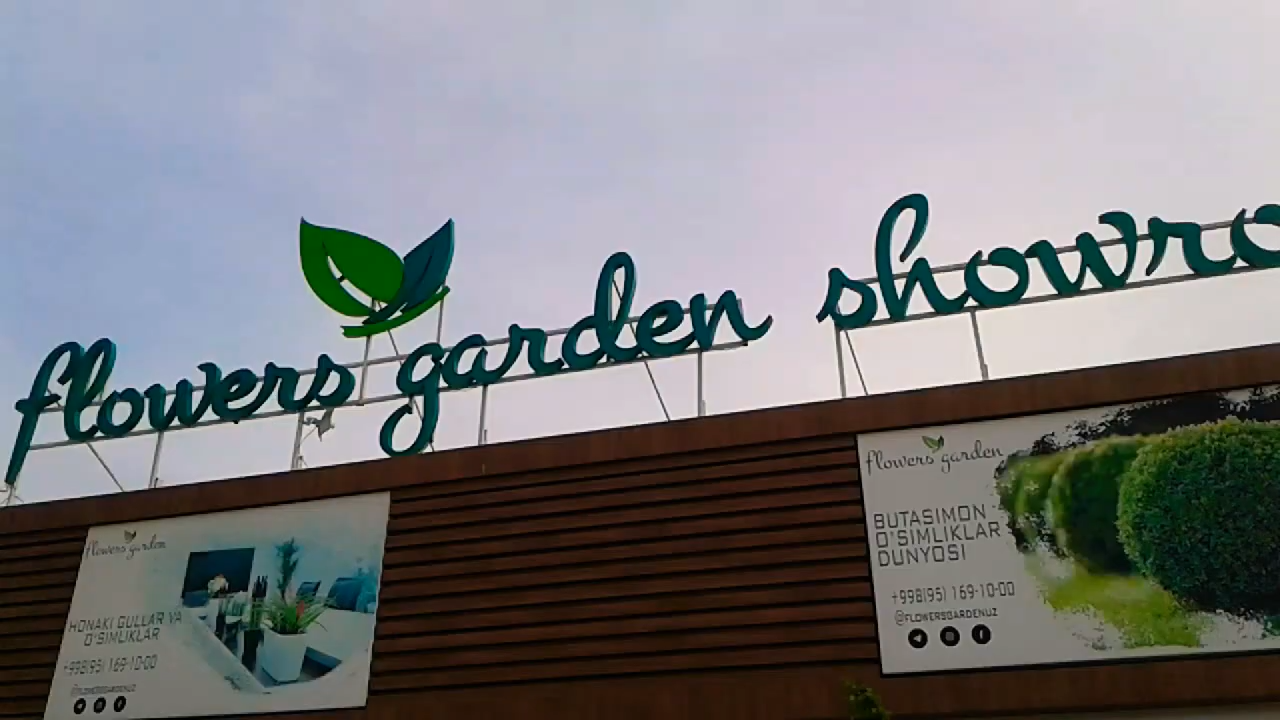 flowers garden showro
flowers garden
HONAKI GULLAR VA
O'SIMLIKLAR
+998(95) 169-10-00
@FLOWERSGARDENUZ
flowers garden
BUTASIMON
O'SIMLIKLAR
DUNYOSI
+998(95) 169-10-00
@FLOWERSGARDENUZ